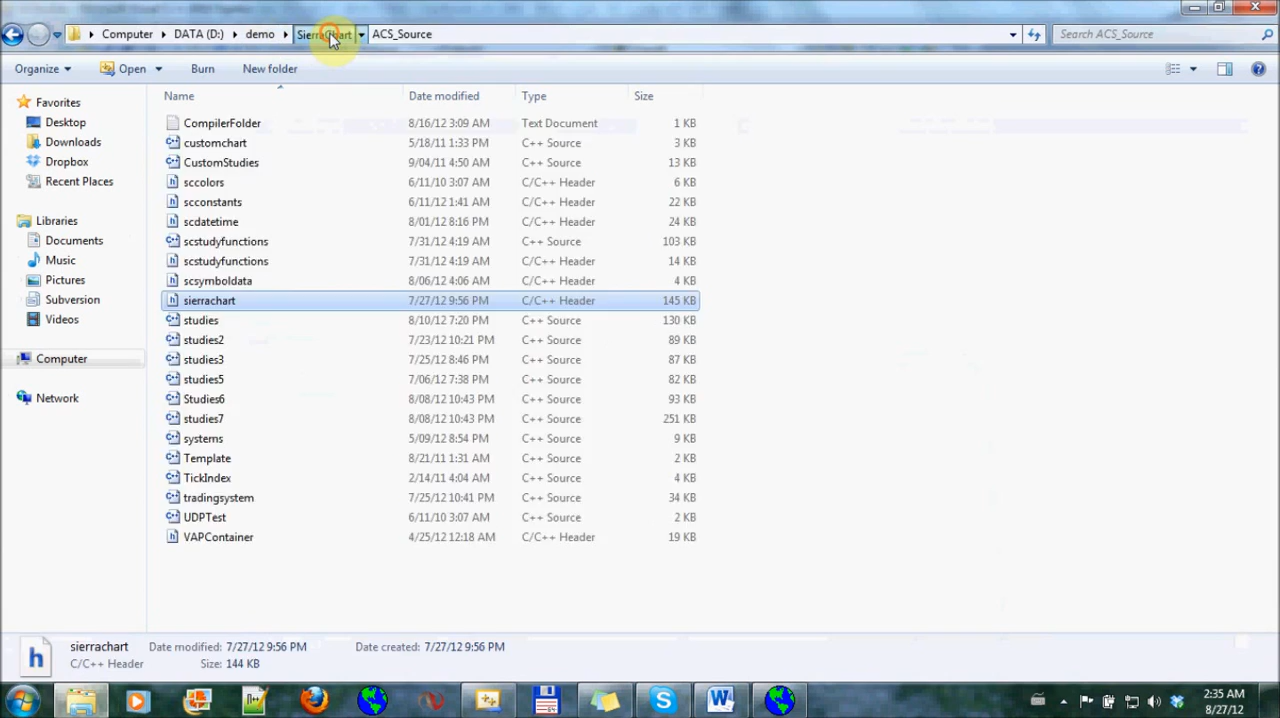 Computer DATA (D:) demo SierraChart ACS_Source Search ACS_Source
Organize Open Burn New folder
Name Date modified Type Size
Favorites
Desktop
Downloads
Dropbox
Recent Places
Libraries
Documents
Music
Pictures
Subversion
Videos
Computer
Network
CompilerFolder 8/16/12 3:09 AM Text Document 1 KB
customchart 5/18/11 1:33 PM C++ Source 3 KB
CustomStudies 9/04/11 4:50 AM C++ Source 13 KB
sccolors 6/11/10 3:07 AM C/C++ Header 6 KB
scconstants 6/11/12 1:41 AM C/C++ Header 22 KB
scdatetime 8/01/12 8:16 PM C/C++ Header 24 KB
scstudyfunctions 7/31/12 4:19 AM C++ Source 103 KB
scstudyfunctions 7/31/12 4:19 AM C/C++ Header 14 KB
scsymboldata 8/06/12 4:06 AM C/C++ Header 4 KB
sierrachart 7/27/12 9:56 PM C/C++ Header 145 KB
studies 8/10/12 7:20 PM C++ Source 130 KB
studies2 7/23/12 10:21 PM C++ Source 89 KB
studies3 7/25/12 8:46 PM C++ Source 87 KB
studies5 7/06/12 7:38 PM C++ Source 82 KB
Studies6 8/08/12 10:43 PM C++ Source 93 KB
studies7 8/08/12 10:43 PM C++ Source 251 KB
systems 5/09/12 8:54 PM C++ Source 9 KB
Template 8/21/11 1:31 AM C++ Source 2 KB
TickIndex 2/14/11 4:04 AM C++ Source 4 KB
tradingsystem 7/25/12 10:41 PM C++ Source 34 KB
UDPTest 6/11/10 3:07 AM C++ Source 2 KB
VAPContainer 4/25/12 12:18 AM C/C++ Header 19 KB
sierrachart Date modified: 7/27/12 9:56 PM Date created: 7/27/12 9:56 PM
C/C++ Header Size: 144 KB
2:35 AM
8/27/12